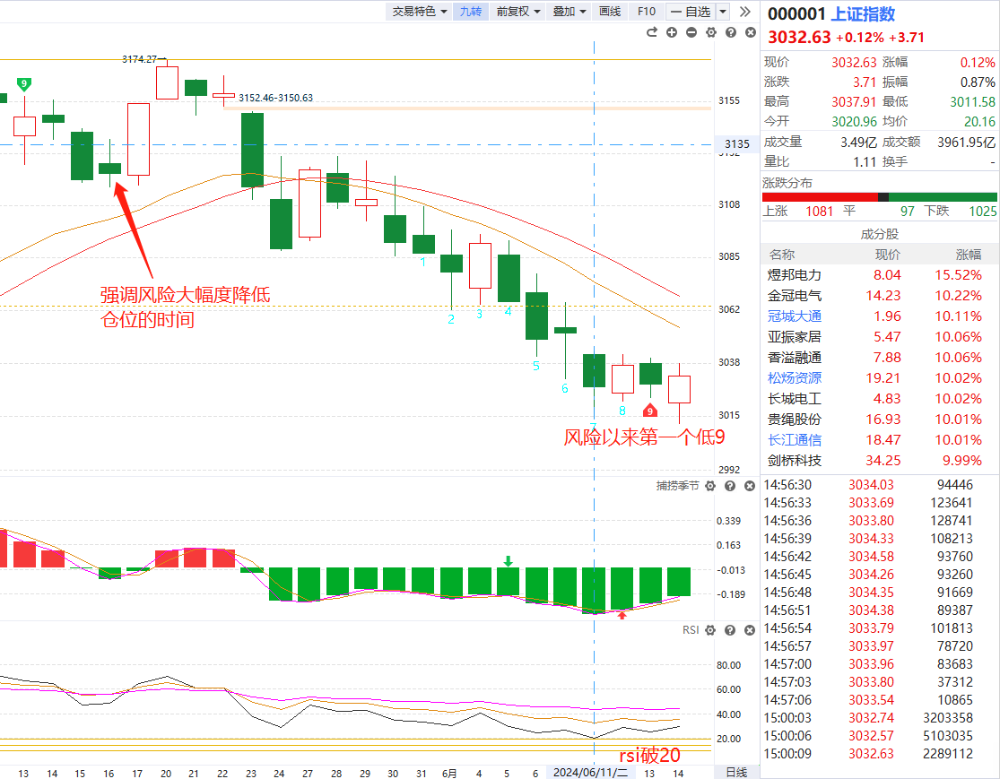 交易特色 九转 前复权 叠加 画线 F10 自选
000001 上证指数
3032.63 +0.12% +3.71
现价 3032.63 涨幅 0.12%
涨跌 3.71 振幅 0.87%
最高 3037.91 最低 3011.58
今开 3020.96 均价 20.16
成交量 3.49亿 成交额 3961.95亿
量比 1.11 换手 -
涨跌分布
上涨 1081 平 97 下跌 1025
成分股
名称 现价 涨幅
煜邦电力 8.04 15.52%
金冠电气 14.23 10.22%
冠城大通 1.96 10.11%
亚振家居 5.47 10.06%
香溢融通 7.88 10.06%
松炀资源 19.21 10.02%
长城电工 4.83 10.02%
贵绳股份 16.93 10.01%
长江通信 18.47 10.01%
剑桥科技 34.25 9.99%
14:56:30 3034.03 94446
14:56:33 3033.69 123641
14:56:36 3033.80 128741
14:56:39 3034.33 108213
14:56:42 3034.58 93760
14:56:45 3034.26 93260
14:56:48 3034.35 91669
14:56:51 3034.38 89387
14:56:54 3033.79 101813
14:56:57 3033.97 78720
14:57:00 3033.96 83683
14:57:03 3033.80 37312
14:57:06 3033.54 10865
15:00:03 3032.74 3203358
15:00:06 3032.57 5103035
15:00:09 3032.63 2289112
3174.27
9
3152.46-3150.63
3155
3135
3132
3108
3085
3062
3038
3015
2992
强调风险大幅度降低
仓位的时间
1
2
3
4
5
6
7
8
9
风险以来第一个低9
捕捞季节
0.339
0.163
-0.013
-0.189
RSI
80.00
60.00
40.00
20.00
rsi破20
13 14 15 16 17 20 21 22 23 24 27 28 29 30 31 6月 4 5 6 2024/06/11/二 13 14 日线